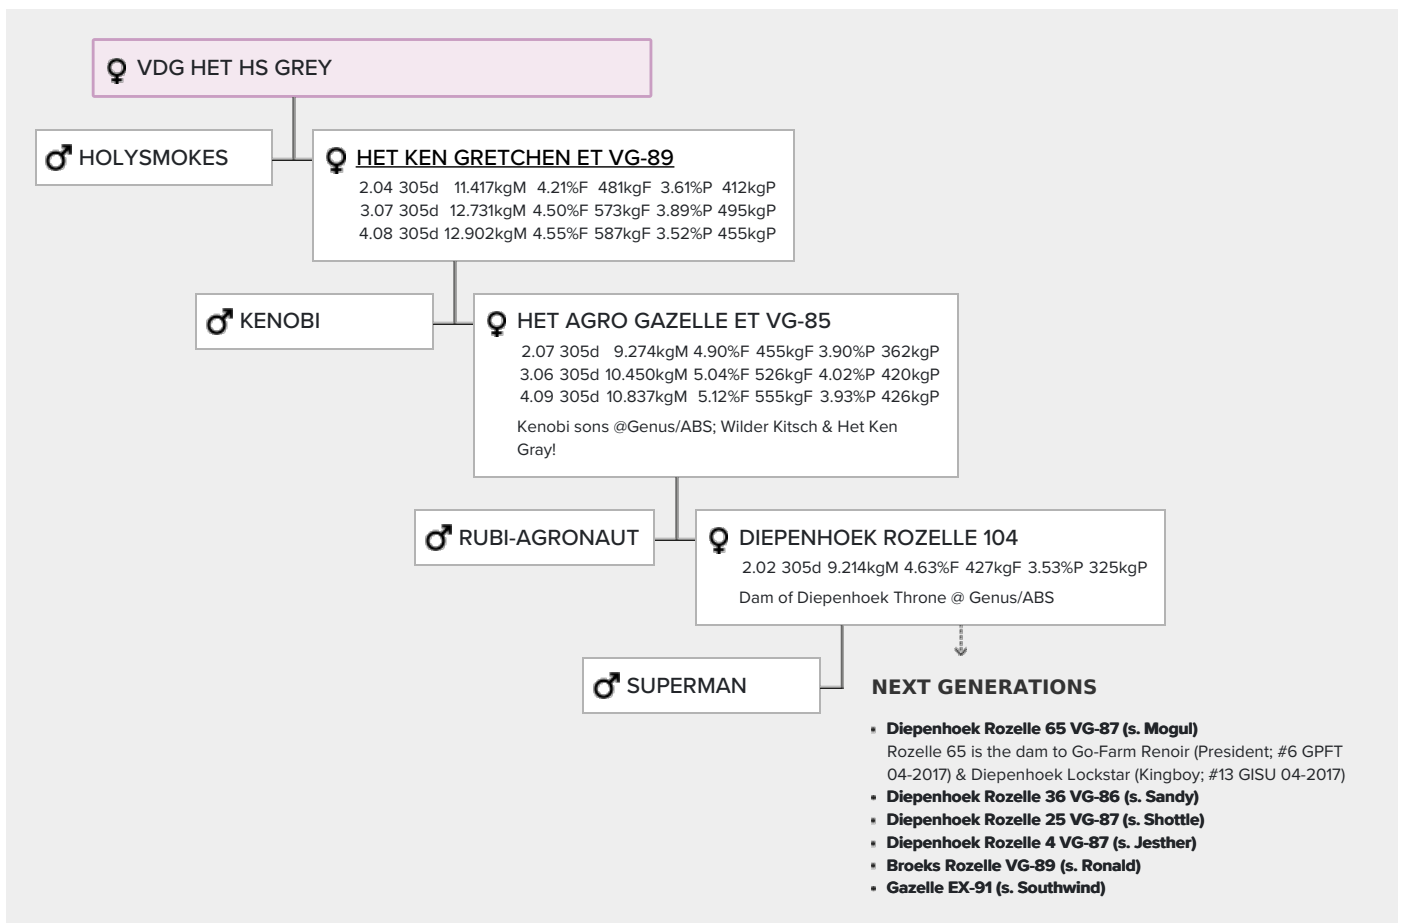 VDG HET HS GREY
HOLYSMOKES
HET KEN GRETCHEN ET VG-89
2.04 305d 11.417kgM 4.21%F 481kgF 3.61%P 412kgP
3.07 305d 12.731kgM 4.50%F 573kgF 3.89%P 495kgP
4.08 305d 12.902kgM 4.55%F 587kgF 3.52%P 455kgP
KENOBI
HET AGRO GAZELLE ET VG-85
2.07 305d 9.274kgM 4.90%F 455kgF 3.90%P 362kgP
3.06 305d 10.450kgM 5.04%F 526kgF 4.02%P 420kgP
4.09 305d 10.837kgM 5.12%F 555kgF 3.93%P 426kgP
Kenobi sons @Genus/ABS; Wilder Kitsch & Het Ken
Gray!
RUBI-AGRONAUT
DIEPENHOEK ROZELLE 104
2.02 305d 9.214kgM 4.63%F 427kgF 3.53%P 325kgP
Dam of Diepenhoek Throne @ Genus/ABS
SUPERMAN
NEXT GENERATIONS
▪ Diepenhoek Rozelle 65 VG-87 (s. Mogul)
Rozelle 65 is the dam to Go-Farm Renoir (President; #6 GPFT
04-2017) & Diepenhoek Lockstar (Kingboy; #13 GISU 04-2017)
▪ Diepenhoek Rozelle 36 VG-86 (s. Sandy)
▪ Diepenhoek Rozelle 25 VG-87 (s. Shottle)
▪ Diepenhoek Rozelle 4 VG-87 (s. Jesther)
▪ Broeks Rozelle VG-89 (s. Ronald)
▪ Gazelle EX-91 (s. Southwind)